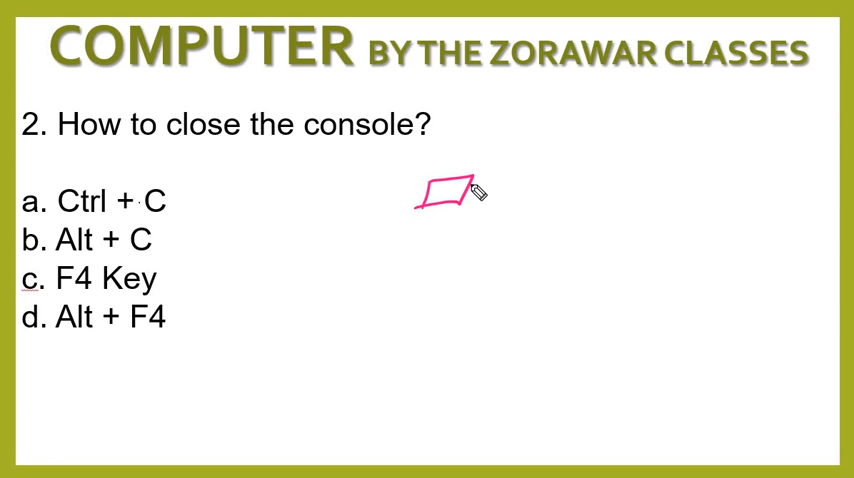 COMPUTER BY THE ZORAWAR CLASSES
2. How to close the console?
a. Ctrl + C
b. Alt + C
c. F4 Key
d. Alt + F4